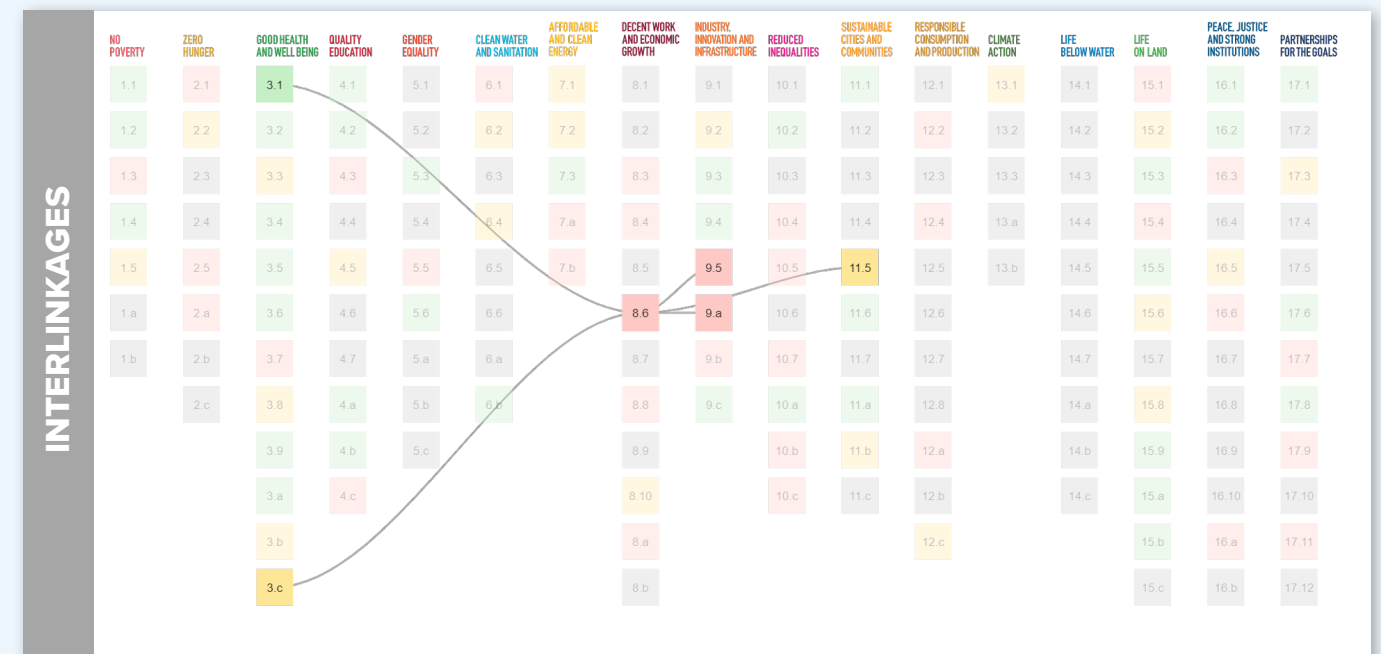 INTERLINKAGES
NO
POVERTY
ZERO
HUNGER
GOOD HEALTH
AND WELL BEING
QUALITY
EDUCATION
GENDER
EQUALITY
CLEAN WATER
AND SANITATION
AFFORDABLE
AND CLEAN
ENERGY
DECENT WORK
AND ECONOMIC
GROWTH
INDUSTRY,
INNOVATION AND
INFRASTRUCTURE
REDUCED
INEQUALITIES
SUSTAINABLE
CITIES AND
COMMUNITIES
RESPONSIBLE
CONSUMPTION
AND PRODUCTION
CLIMATE
ACTION
LIFE
BELOW WATER
LIFE
ON LAND
PEACE, JUSTICE
AND STRONG
INSTITUTIONS
PARTNERSHIPS
FOR THE GOALS
1.1 2.1 3.1 4.1 5.1 6.1 7.1 8.1 9.1 10.1 11.1 12.1 13.1 14.1 15.1 16.1 17.1
1.2 2.2 3.2 4.2 5.2 6.2 7.2 8.2 9.2 10.2 11.2 12.2 13.2 14.2 15.2 16.2 17.2
1.3 2.3 3.3 4.3 5.3 6.3 7.3 8.3 9.3 10.3 11.3 12.3 13.3 14.3 15.3 16.3 17.3
1.4 2.4 3.4 4.4 5.4 6.4 7.a 8.4 9.4 10.4 11.4 12.4 13.a 14.4 15.4 16.4 17.4
1.5 2.5 3.5 4.5 5.5 6.5 7.b 8.5 9.5 10.5 11.5 12.5 13.b 14.5 15.5 16.5 17.5
1.a 2.a 3.6 4.6 5.6 6.6 8.6 9.a 10.6 11.6 12.6 14.6 15.6 16.6 17.6
1.b 2.b 3.7 4.7 5.a 6.a 8.7 9.b 10.7 11.7 12.7 14.7 15.7 16.7 17.7
2.c 3.8 4.a 5.b 6.b 8.8 9.c 10.a 11.a 12.8 14.a 15.8 16.8 17.8
3.9 4.b 5.c 8.9 10.b 11.b 12.a 14.b 15.9 16.9 17.9
3.a 4.c 8.10 10.c 11.c 12.b 14.c 15.a 16.10 17.10
3.b 8.a 12.c 15.b 16.a 17.11
3.c 8.b 15.c 16.b 17.12